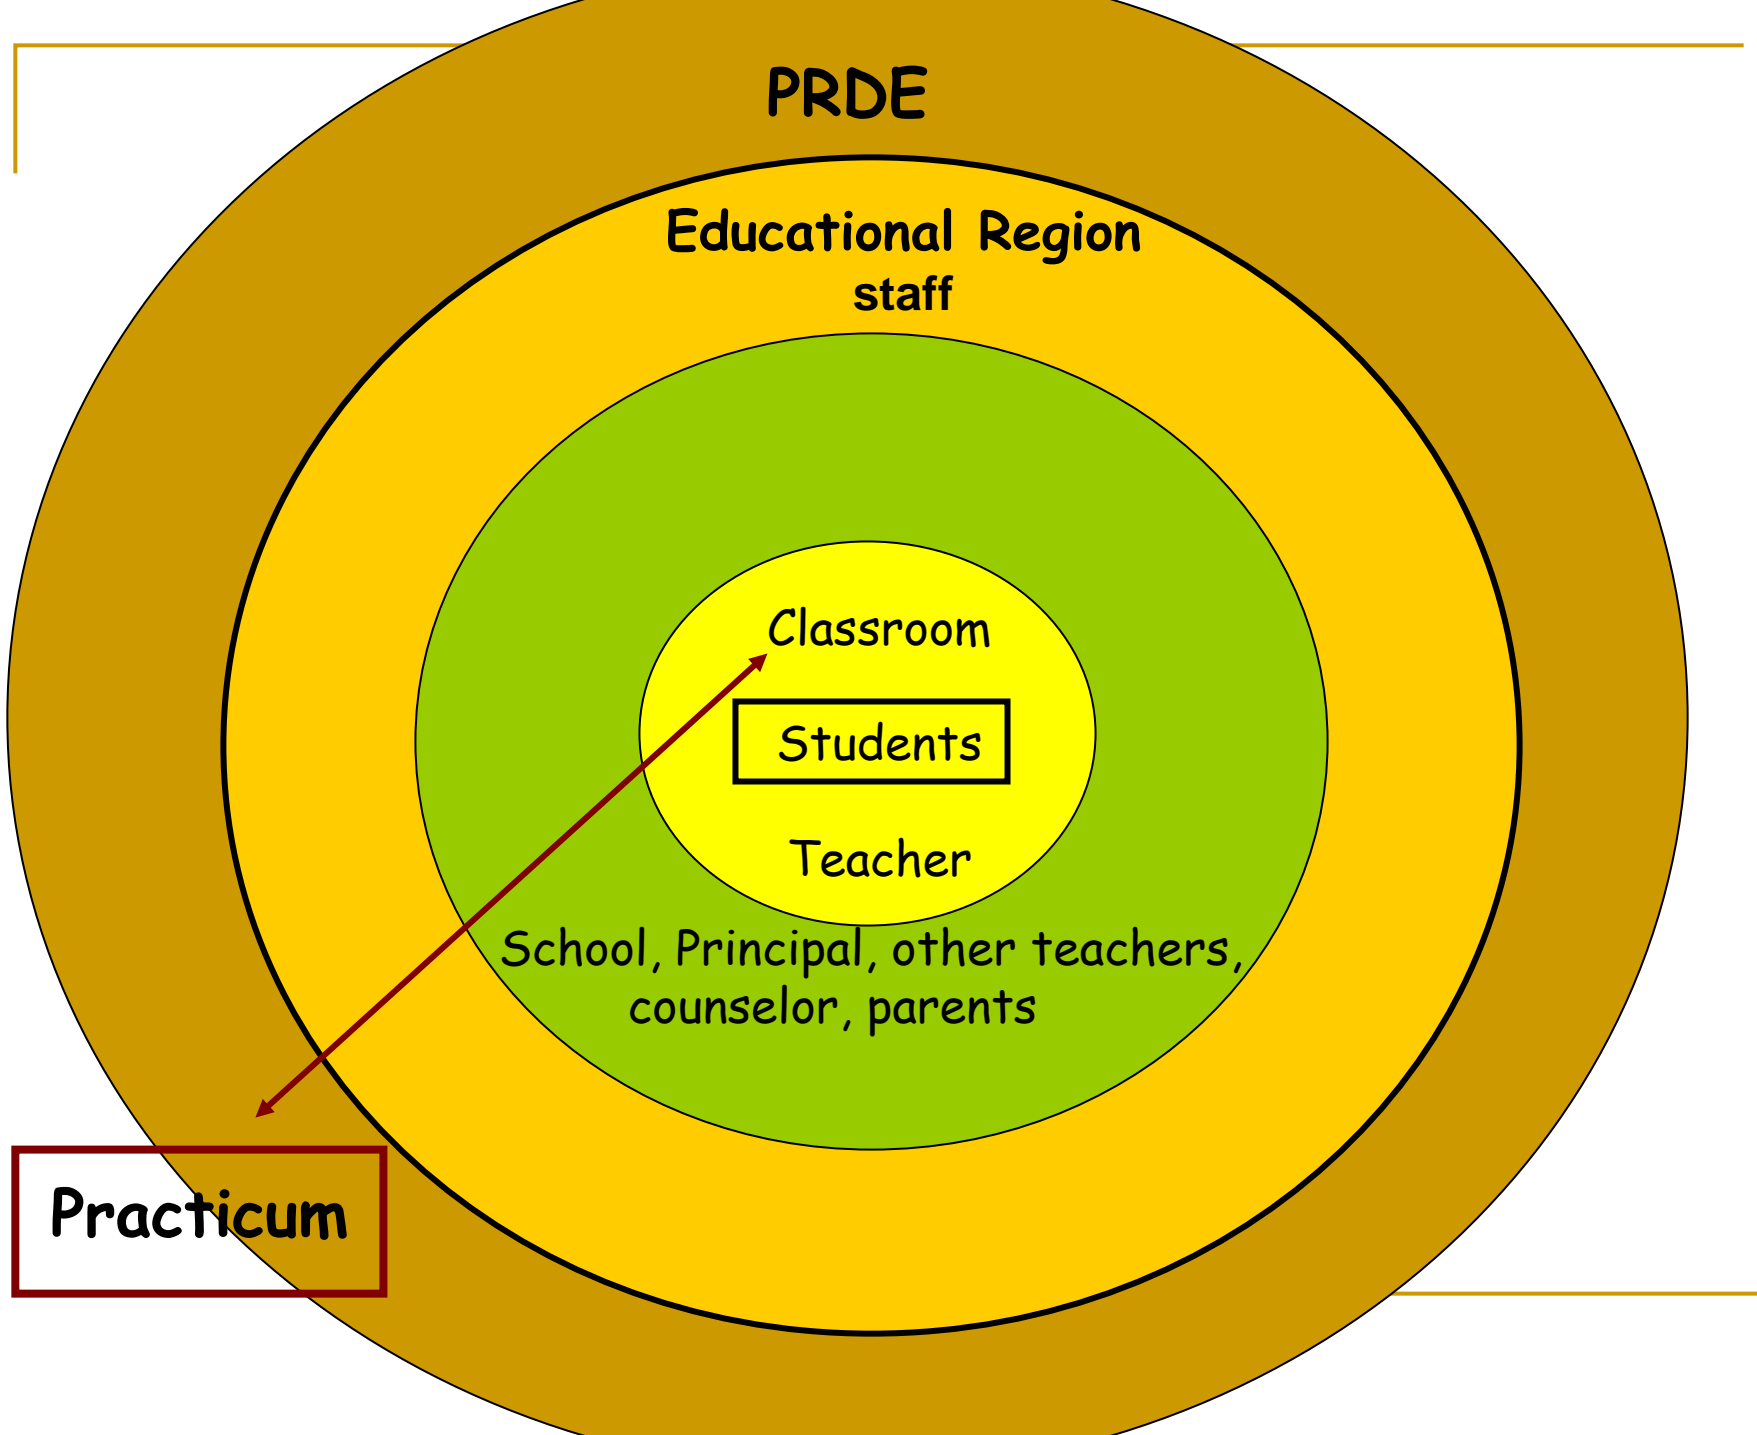 PRDE
Educational Region
staff
Classroom
Students
Teacher
School, Principal, other teachers,
counselor, parents
Practicum